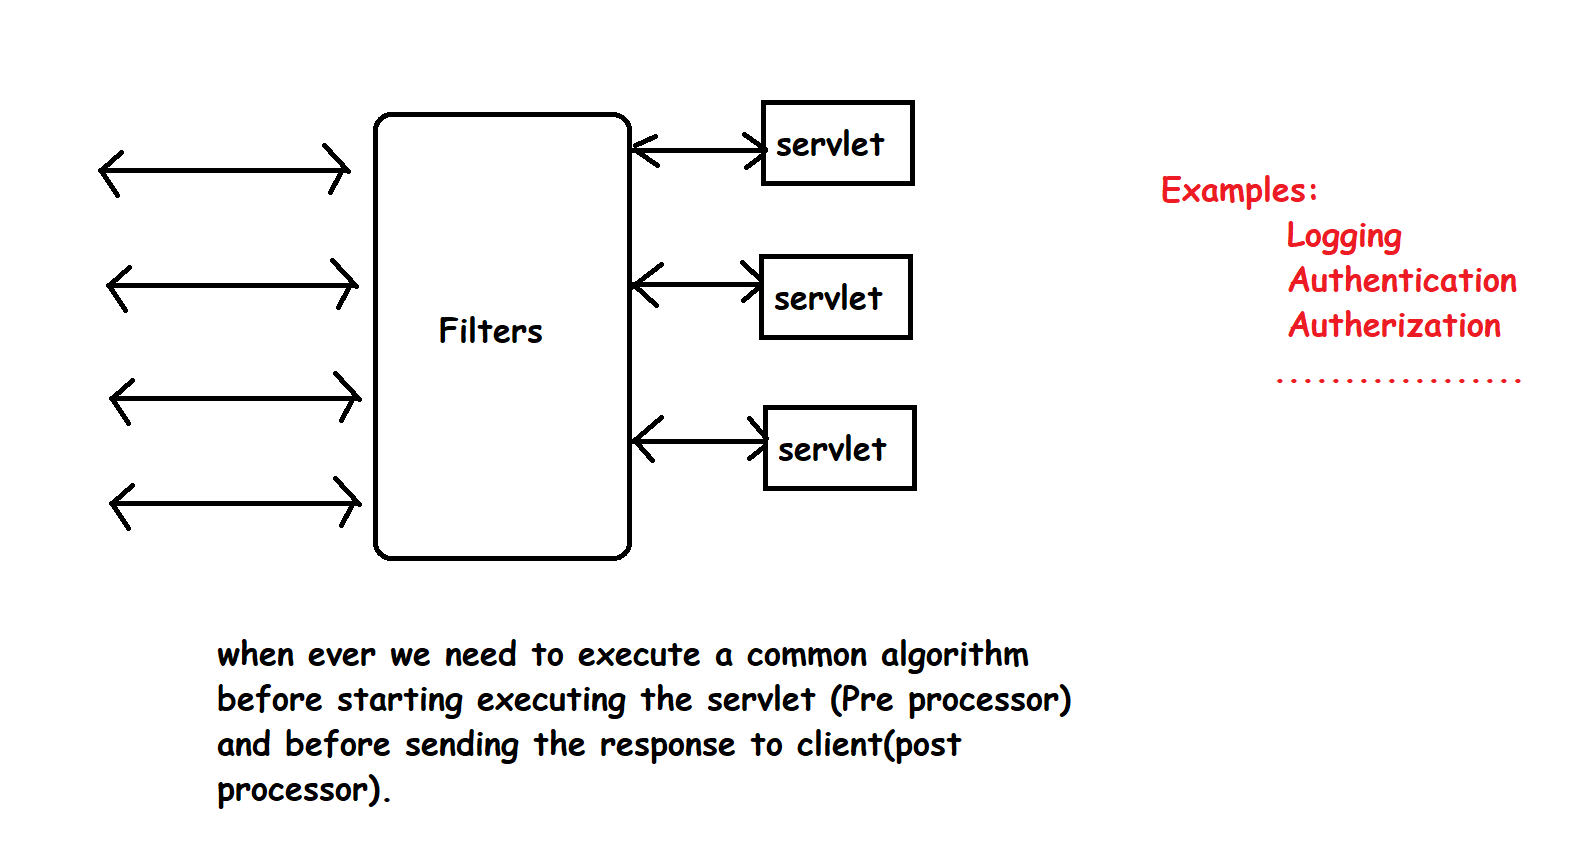 servlet
Examples:
Logging
servlet
Authentication
Filters
Autherization
..................
servlet
when ever we need to execute a common algorithm
before starting executing the servlet (Pre processor)
and before sending the response to client(post
processor).